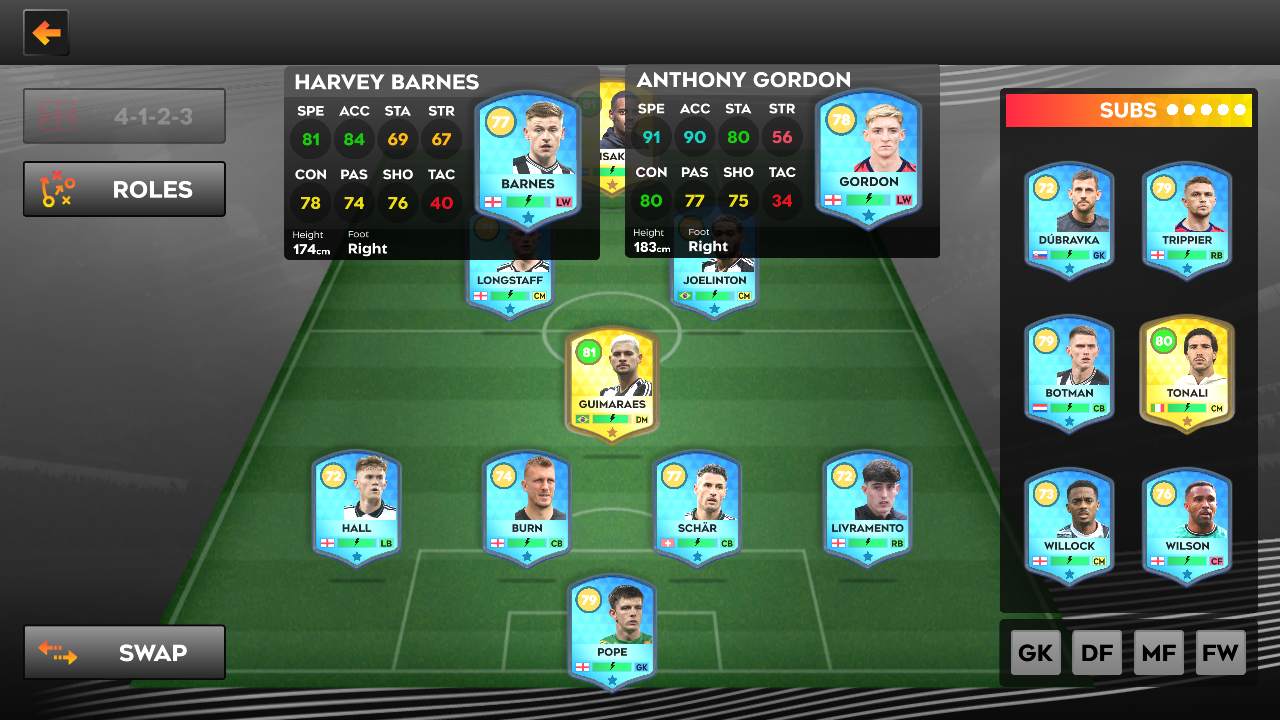 4-1-2-3
ROLES
HARVEY BARNES
SPE ACC STA STR
81 84 69 67
CON PAS SHO TAC
78 74 76 40
Height Foot
174cm Right
77
BARNES
LW
81
ISAK
ANTHONY GORDON
SPE ACC STA STR
91 90 80 56
CON PAS SHO TAC
80 77 75 34
Height Foot
183cm Right
78
GORDON
LW
LONGSTAFF
CM
JOELINTON
CM
81
GUIMARAES
DM
72
HALL
LB
74
BURN
CB
77
SCHÄR
CB
72
LIVRAMENTO
RB
79
POPE
GK
SUBS
72
DÚBRAVKA
GK
79
TRIPPIER
RB
79
BOTMAN
CB
80
TONALI
CM
73
WILLOCK
CM
76
WILSON
CF
SWAP
GK DF MF FW